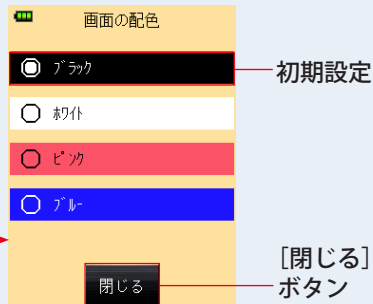 画面の配色
ブラック
初期設定
ホワイト
ピンク
ブルー
閉じる
［閉じる］
ボタン